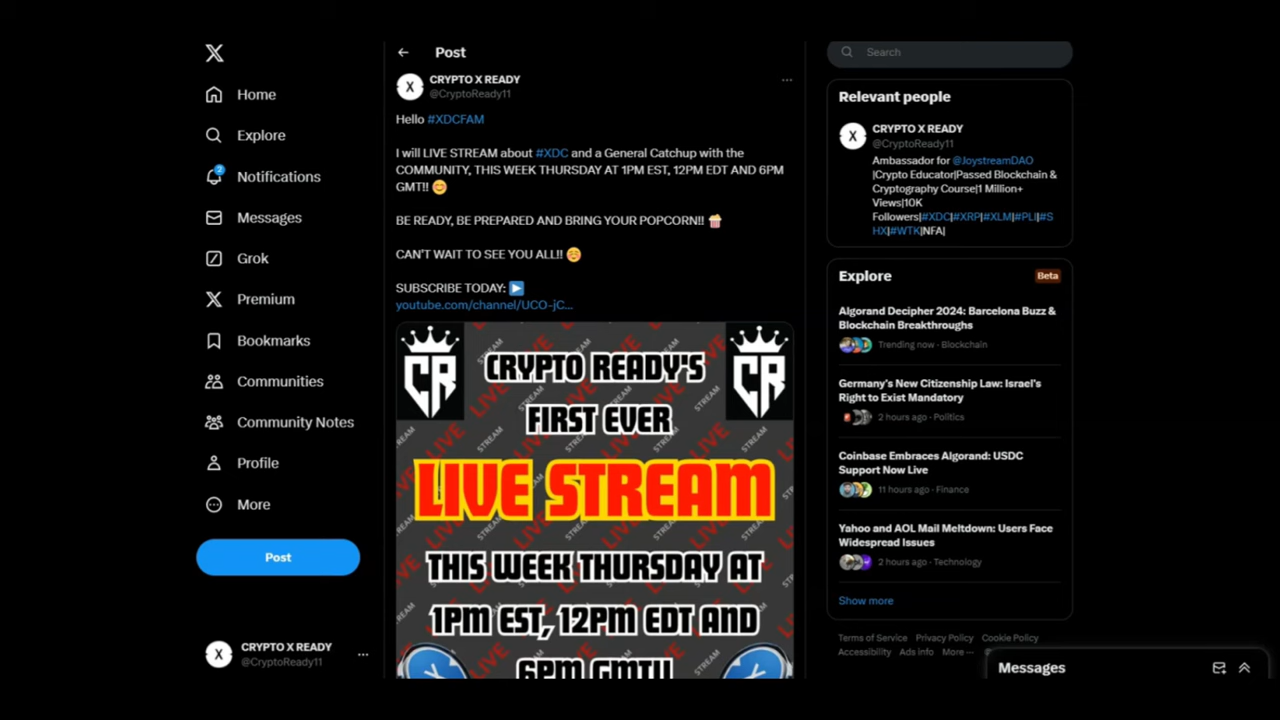 X
Home
Explore
2
Notifications
Messages
Grok
Premium
Bookmarks
Communities
Community Notes
Profile
More
Post
CRYPTO X READY
@CryptoReady11
Post
X
CRYPTO X READY
@CryptoReady11
Hello #XDCFAM
I will LIVE STREAM about #XDC and a General Catchup with the
COMMUNITY, THIS WEEK THURSDAY AT 1PM EST, 12PM EDT AND 6PM
GMT!! 😊
BE READY, BE PREPARED AND BRING YOUR POPCORN!! 🍿
CAN'T WAIT TO SEE YOU ALL!! ☺️
SUBSCRIBE TODAY: ▶️
youtube.com/channel/UCO-jC...
CR
CR
CRYPTO READY'S
FIRST EVER
LIVE STREAM
THIS WEEK THURSDAY AT
1PM EST, 12PM EDT AND
6PM GMT!!
Search
Relevant people
X
CRYPTO X READY
@CryptoReady11
Ambassador for @JoystreamDAO
|Crypto Educator|Passed Blockchain &
Cryptography Course|1 Million+
Views|10K
Followers|#XDC|#XRP|#XLM|#PLI|#S
HX|#WTK|NFA|
Explore
Beta
Algorand Decipher 2024: Barcelona Buzz &
Blockchain Breakthroughs
Trending now · Blockchain
Germany's New Citizenship Law: Israel's
Right to Exist Mandatory
2 hours ago · Politics
Coinbase Embraces Algorand: USDC
Support Now Live
11 hours ago · Finance
Yahoo and AOL Mail Meltdown: Users Face
Widespread Issues
2 hours ago · Technology
Show more
Terms of Service Privacy Policy Cookie Policy
Accessibility Ads info More ...
Messages